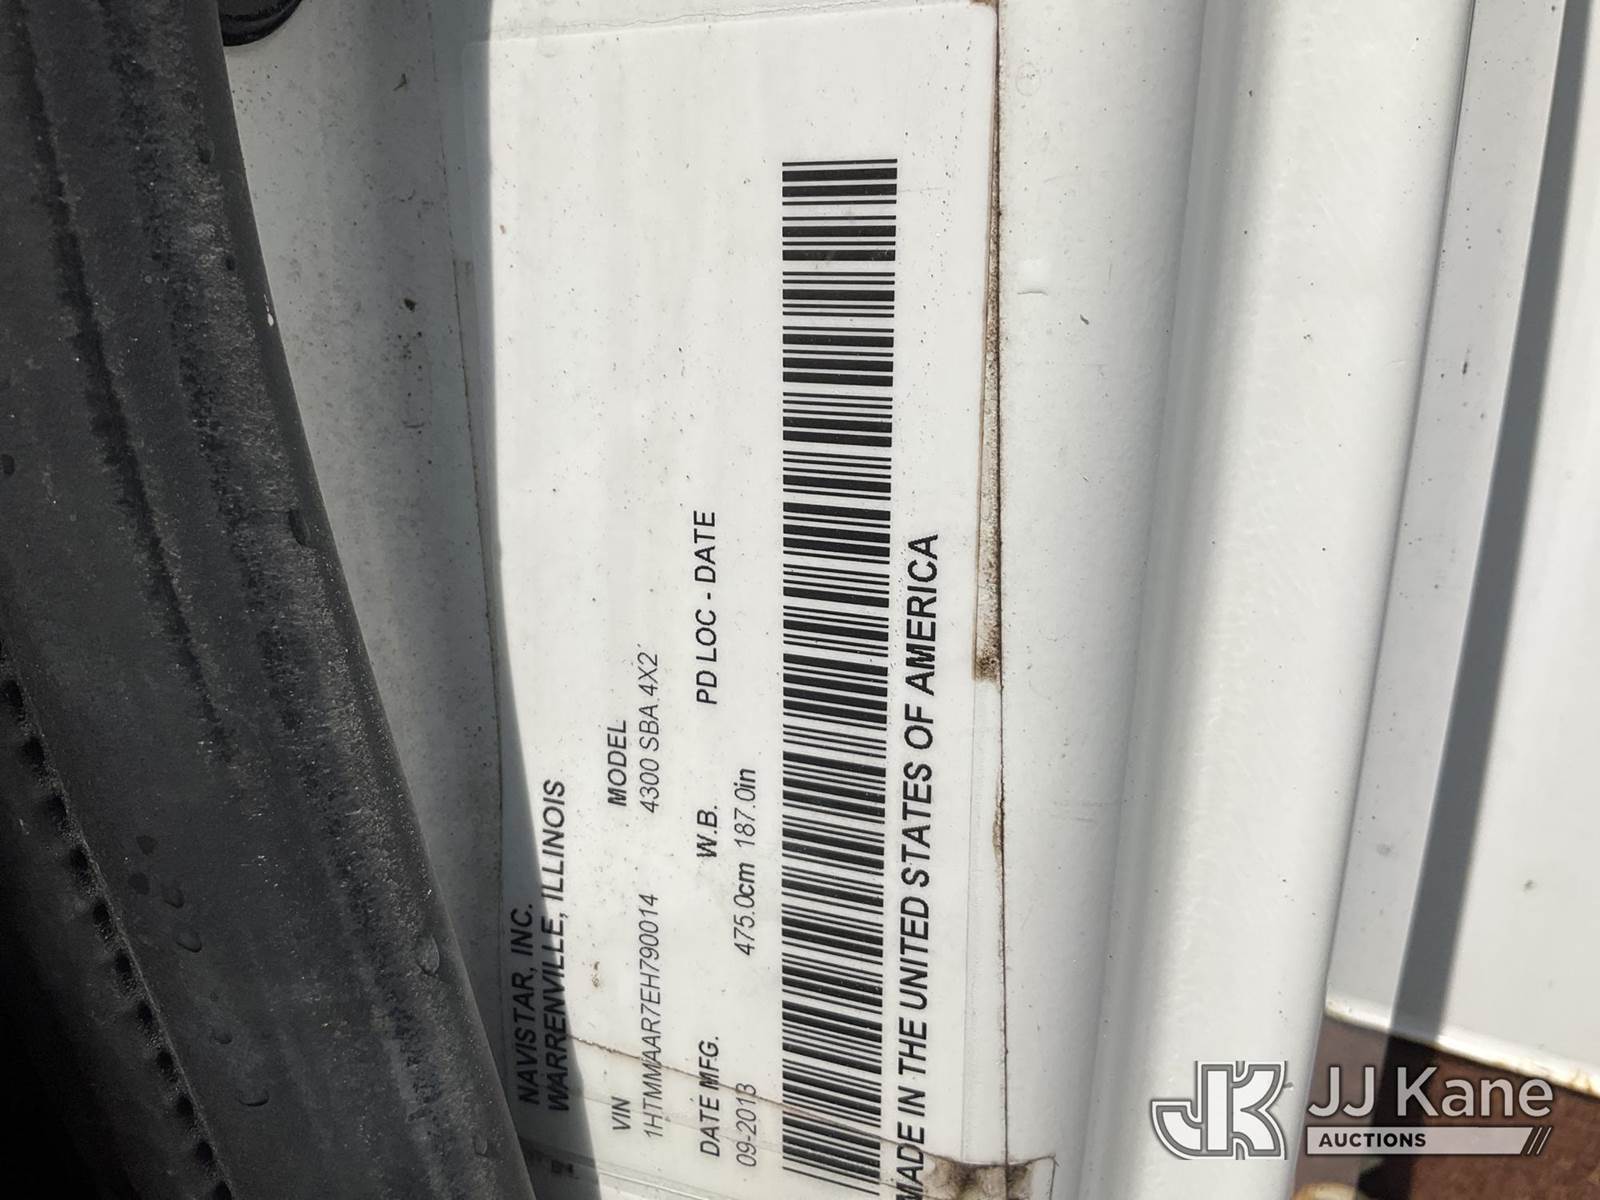 NAVISTAR, INC.
WARRENVILLE, ILLINOIS
VIN MODEL
1HTMMAAR7EH790014 4300 SBA 4X2
DATE MFG. W.B. PD LOC - DATE
09-2013 475.0cm 187.0in
MADE IN THE UNITED STATES OF AMERICA
JJ Kane
AUCTIONS